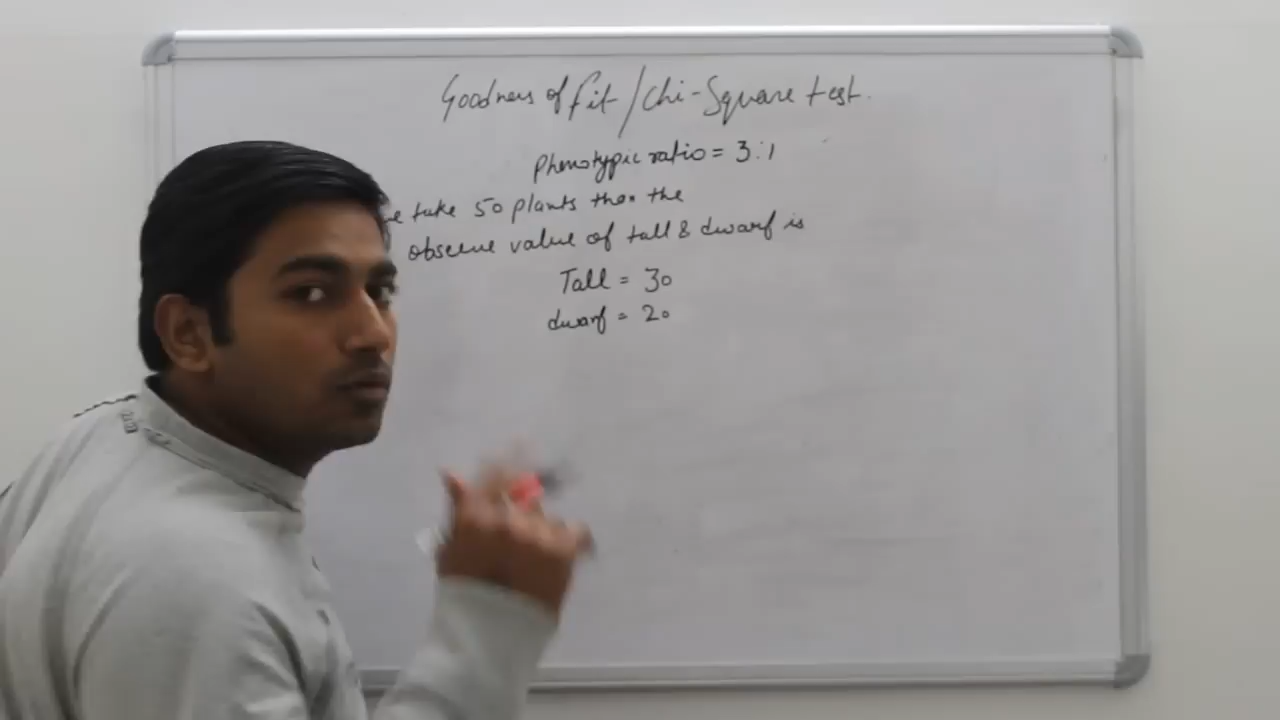 Goodness of fit / Chi-Square test.
Phenotypic ratio = 3:1
take 50 plants then the
observe value of tall & dwarf is
Tall = 30
dwarf = 20